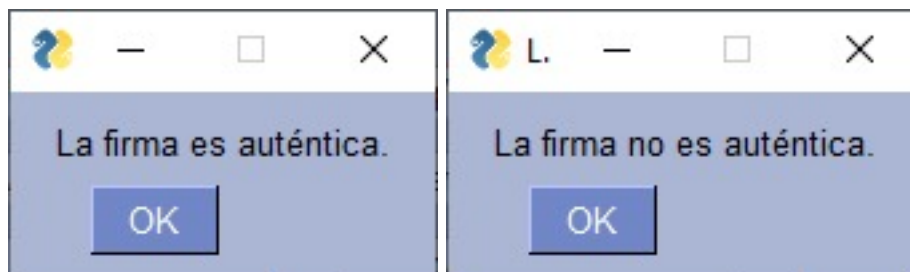 L.
La firma es auténtica.
OK
La firma no es auténtica.
OK